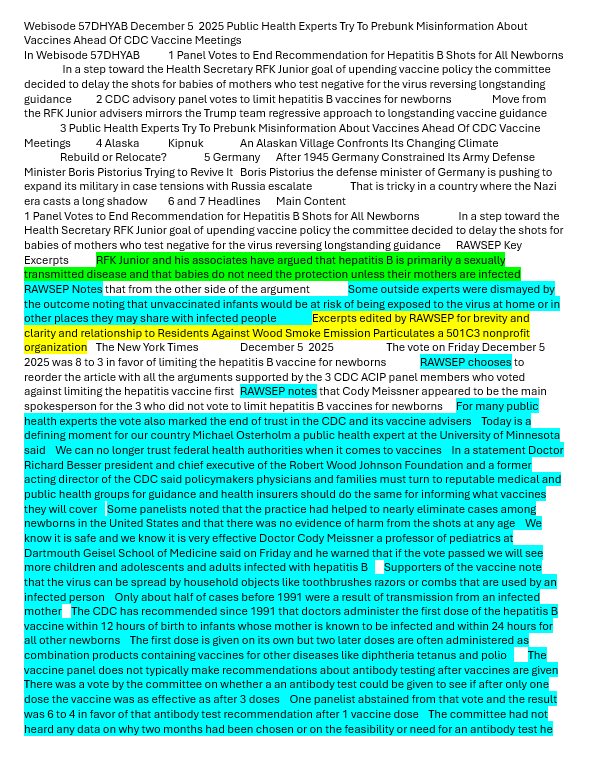 Webisode 57DHYAB December 5  2025 Public Health Experts Try To Prebunk Misinformation About
Vaccines Ahead Of CDC Vaccine Meetings
In Webisode 57DHYAB 1 Panel Votes to End Recommendation for Hepatitis B Shots for All Newborns
In a step toward the Health Secretary RFK Junior goal of upending vaccine policy the committee
decided to delay the shots for babies of mothers who test negative for the virus reversing longstanding
guidance 2 CDC advisory panel votes to limit hepatitis B vaccines for newborns Move from
the RFK Junior advisers mirrors the Trump team regressive approach to longstanding vaccine guidance
3 Public Health Experts Try To Prebunk Misinformation About Vaccines Ahead Of CDC Vaccine
Meetings 4 Alaska Kipnuk An Alaskan Village Confronts Its Changing Climate
Rebuild or Relocate? 5 Germany After 1945 Germany Constrained Its Army Defense
Minister Boris Pistorius Trying to Revive It Boris Pistorius the defense minister of Germany is pushing to
expand its military in case tensions with Russia escalate That is tricky in a country where the Nazi
era casts a long shadow 6 and 7 Headlines Main Content
1 Panel Votes to End Recommendation for Hepatitis B Shots for All Newborns In a step toward the
Health Secretary RFK Junior goal of upending vaccine policy the committee decided to delay the shots for
babies of mothers who test negative for the virus reversing longstanding guidance RAWSEP Key
Excerpts RFK Junior and his associates have argued that hepatitis B is primarily a sexually
transmitted disease and that babies do not need the protection unless their mothers are infected
RAWSEP Notes that from the other side of the argument Some outside experts were dismayed by
the outcome noting that unvaccinated infants would be at risk of being exposed to the virus at home or in
other places they may share with infected people Excerpts edited by RAWSEP for brevity and
clarity and relationship to Residents Against Wood Smoke Emission Particulates a 501C3 nonprofit
organization The New York Times December 5 2025 The vote on Friday December 5
2025 was 8 to 3 in favor of limiting the hepatitis B vaccine for newborns RAWSEP chooses to
reorder the article with all the arguments supported by the 3 CDC ACIP panel members who voted
against limiting the hepatitis vaccine first RAWSEP notes that Cody Meissner appeared to be the main
spokesperson for the 3 who did not vote to limit hepatitis B vaccines for newborns For many public
health experts the vote also marked the end of trust in the CDC and its vaccine advisers Today is a
defining moment for our country Michael Osterholm a public health expert at the University of Minnesota
said We can no longer trust federal health authorities when it comes to vaccines In a statement Doctor
Richard Besser president and chief executive of the Robert Wood Johnson Foundation and a former
acting director of the CDC said policymakers physicians and families must turn to reputable medical and
public health groups for guidance and health insurers should do the same for informing what vaccines
they will cover Some panelists noted that the practice had helped to nearly eliminate cases among
newborns in the United States and that there was no evidence of harm from the shots at any age We
know it is safe and we know it is very effective Doctor Cody Meissner a professor of pediatrics at
Dartmouth Geisel School of Medicine said on Friday and he warned that if the vote passed we will see
more children and adolescents and adults infected with hepatitis B Supporters of the vaccine note
that the virus can be spread by household objects like toothbrushes razors or combs that are used by an
infected person Only about half of cases before 1991 were a result of transmission from an infected
mother The CDC has recommended since 1991 that doctors administer the first dose of the hepatitis B
vaccine within 12 hours of birth to infants whose mother is known to be infected and within 24 hours for
all other newborns The first dose is given on its own but two later doses are often administered as
combination products containing vaccines for other diseases like diphtheria tetanus and polio The
vaccine panel does not typically make recommendations about antibody testing after vaccines are given
There was a vote by the committee on whether a an antibody test could be given to see if after only one
dose the vaccine was as effective as after 3 doses One panelist abstained from that vote and the result
was 6 to 4 in favor of that antibody test recommendation after 1 vaccine dose The committee had not
heard any data on why two months had been chosen or on the feasibility or need for an antibody test he